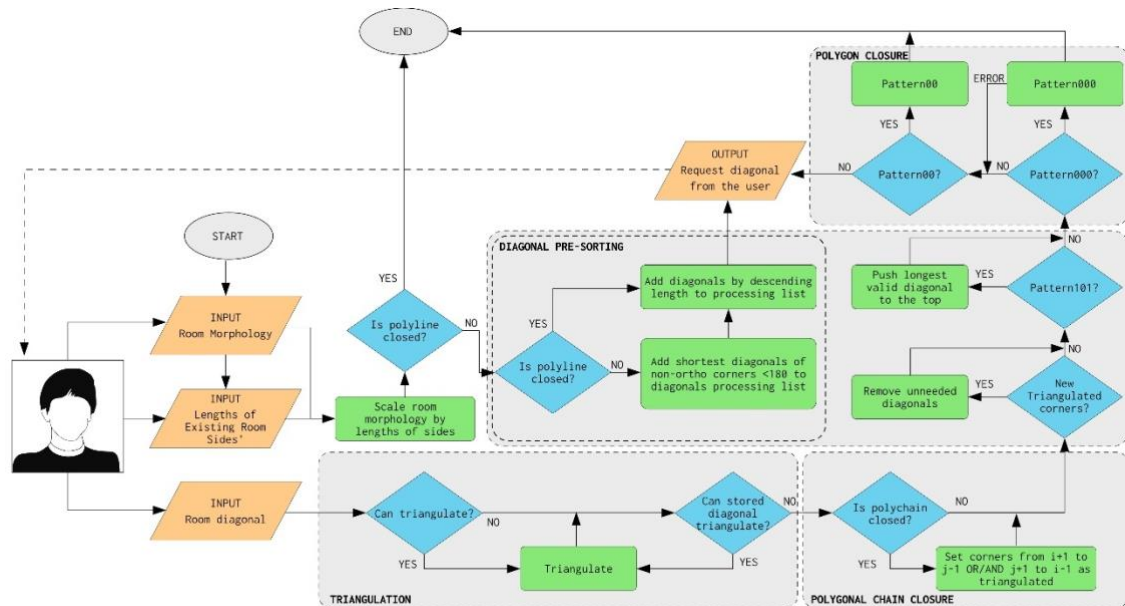 END
POLYGON CLOSURE
Pattern00
ERROR
Pattern000
YES
YES
OUTPUT
Request diagonal
from the user
NO
Pattern00?
NO
Pattern000?
START
DIAGONAL PRE-SORTING
NO
YES
Add diagonals by descending
length to processing list
Push longest
valid diagonal
to the top
YES
Pattern101?
INPUT
Room Morphology
Is polyline
closed?
NO
YES
Is polyline
closed?
NO
Add shortest diagonals of
non-ortho corners <180 to
diagonals processing list
NO
Remove unneeded
diagonals
YES
New
Triangulated
corners?
INPUT
Lengths of
Existing Room
Sides'
Scale room
morphology by
lengths of sides
INPUT
Room diagonal
Can triangulate?
NO
Can stored
diagonal
triangulate?
NO
Is polychain
closed?
NO
YES
Triangulate
YES
YES
Set corners from i+1 to
j-1 OR/AND j+1 to i-1 as
triangulated
TRIANGULATION
POLYGONAL CHAIN CLOSURE